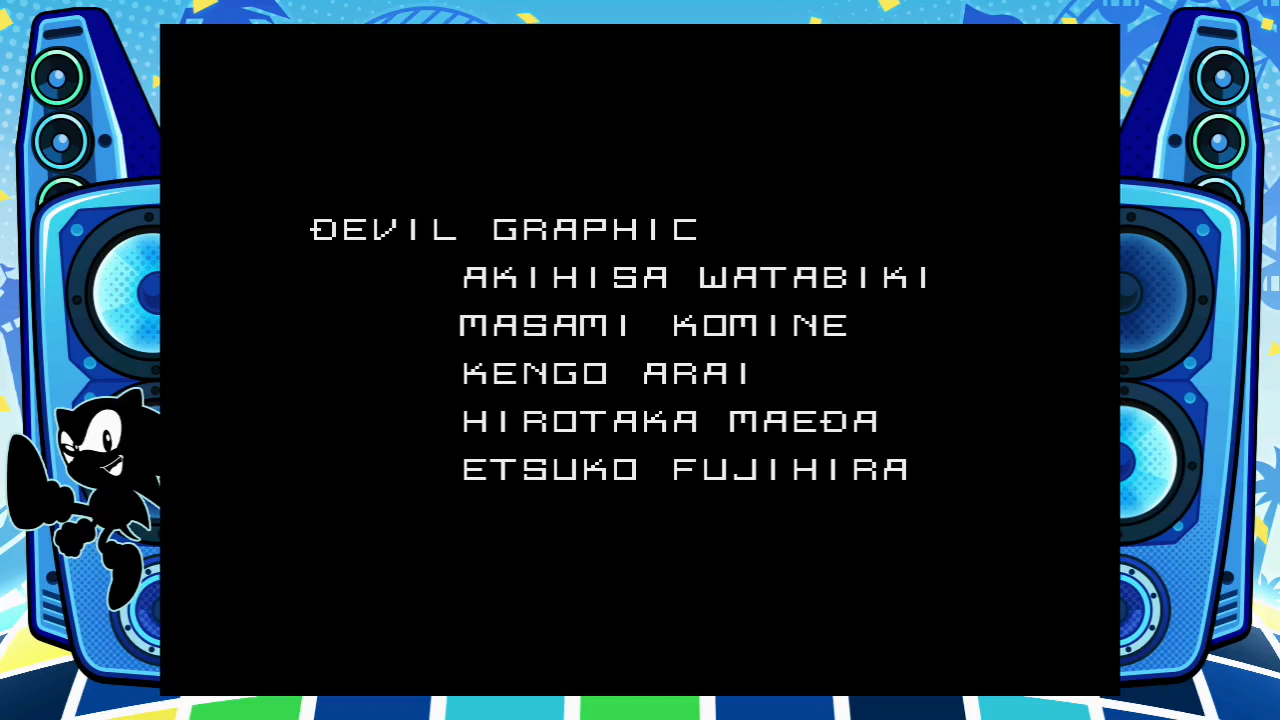 DEVIL GRAPHIC
AKIHISA WATABIKI
MASAMI KOMINE
KENGO ARAI
HIROTAKA MAEDA
ETSUKO FUJIHIRA